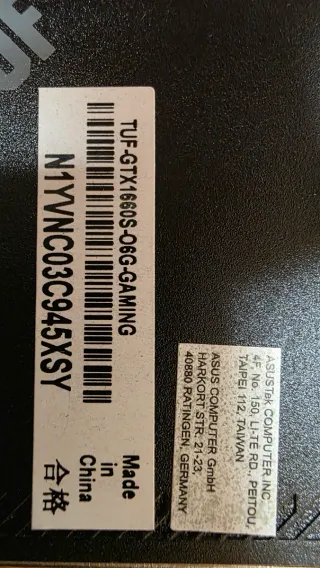 TUF
TUF-GTX1660S-O6G-GAMING
N1YVNC03C945XSY
Made
in
China
合格
ASUSTek COMPUTER INC.
4F, No. 150, LI-TE RD., PEITOU,
TAIPEI 112, TAIWAN
ASUS COMPUTER GmbH
HARKORT STR. 21-23,
40880 RATINGEN, GERMANY